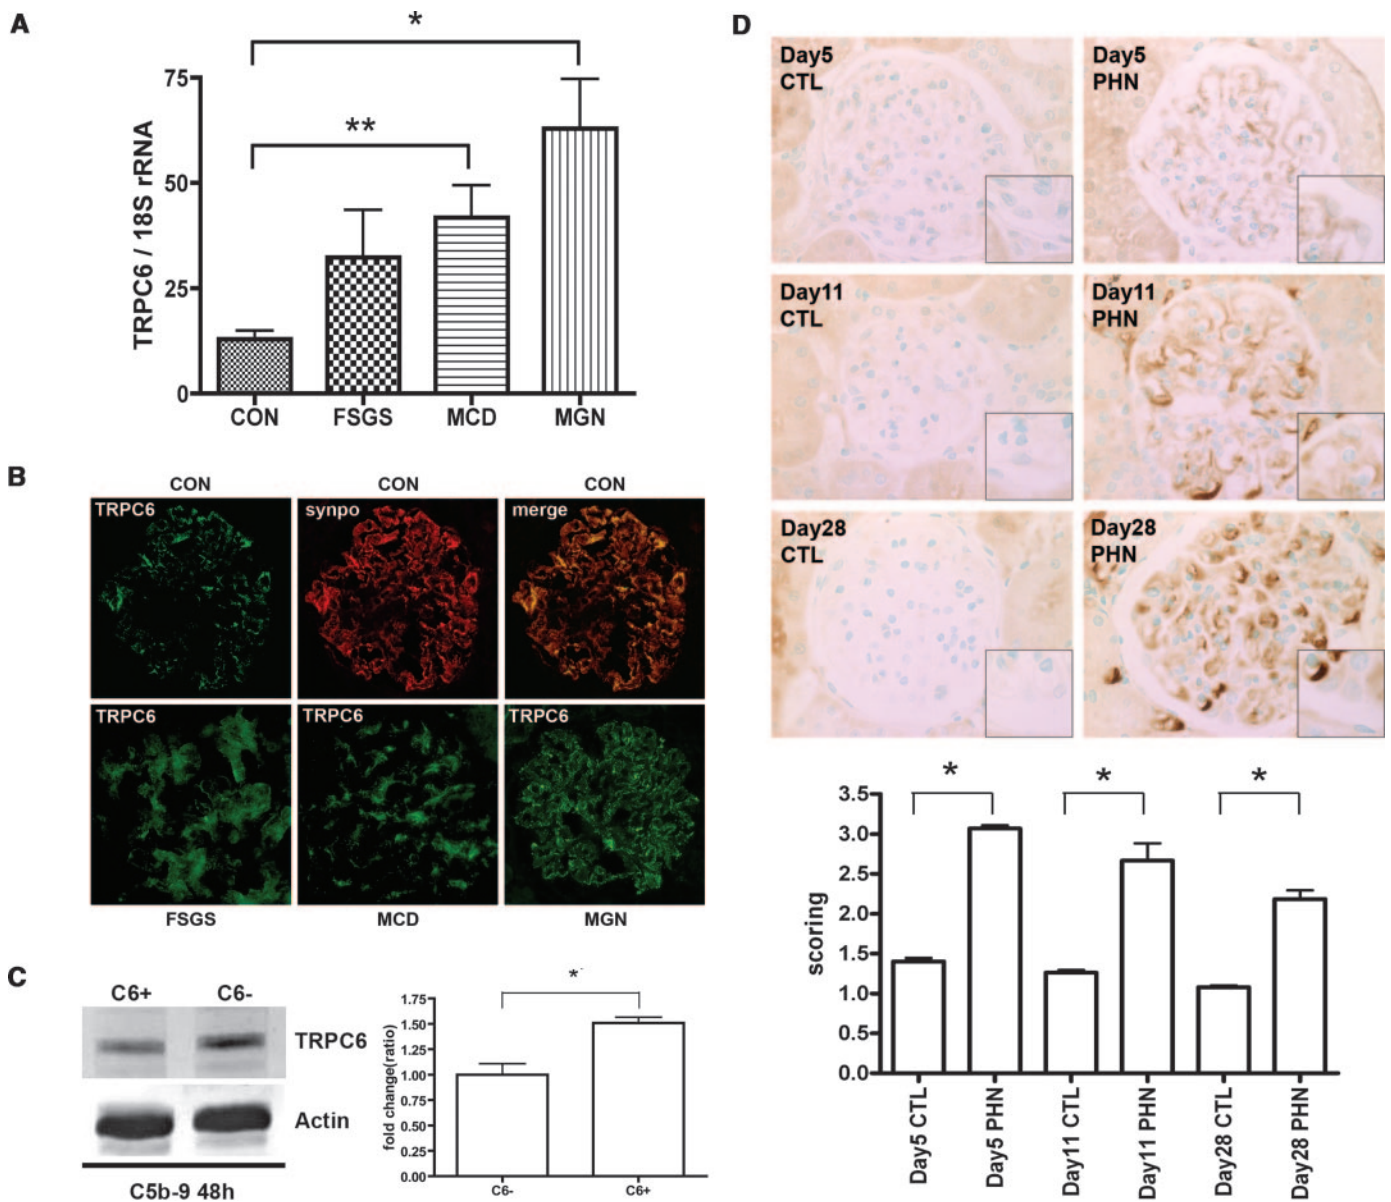 A
*
**
TRPC6 / 18S rRNA
75
50
25
0
CON
FSGS
MCD
MGN
B
CON
CON
CON
TRPC6
synpo
merge
TRPC6
TRPC6
TRPC6
FSGS
MCD
MGN
C
C6+
C6-
TRPC6
Actin
C5b-9 48h
*
fold change(ratio)
1.75
1.50
1.25
1.00
0.75
0.50
0.25
0.00
C6-
C6+
D
Day5
CTL
Day5
PHN
Day11
CTL
Day11
PHN
Day28
CTL
Day28
PHN
*
*
*
scoring
3.5
3.0
2.5
2.0
1.5
1.0
0.5
0.0
Day5 CTL
Day5 PHN
Day11 CTL
Day11 PHN
Day28 CTL
Day28 PHN